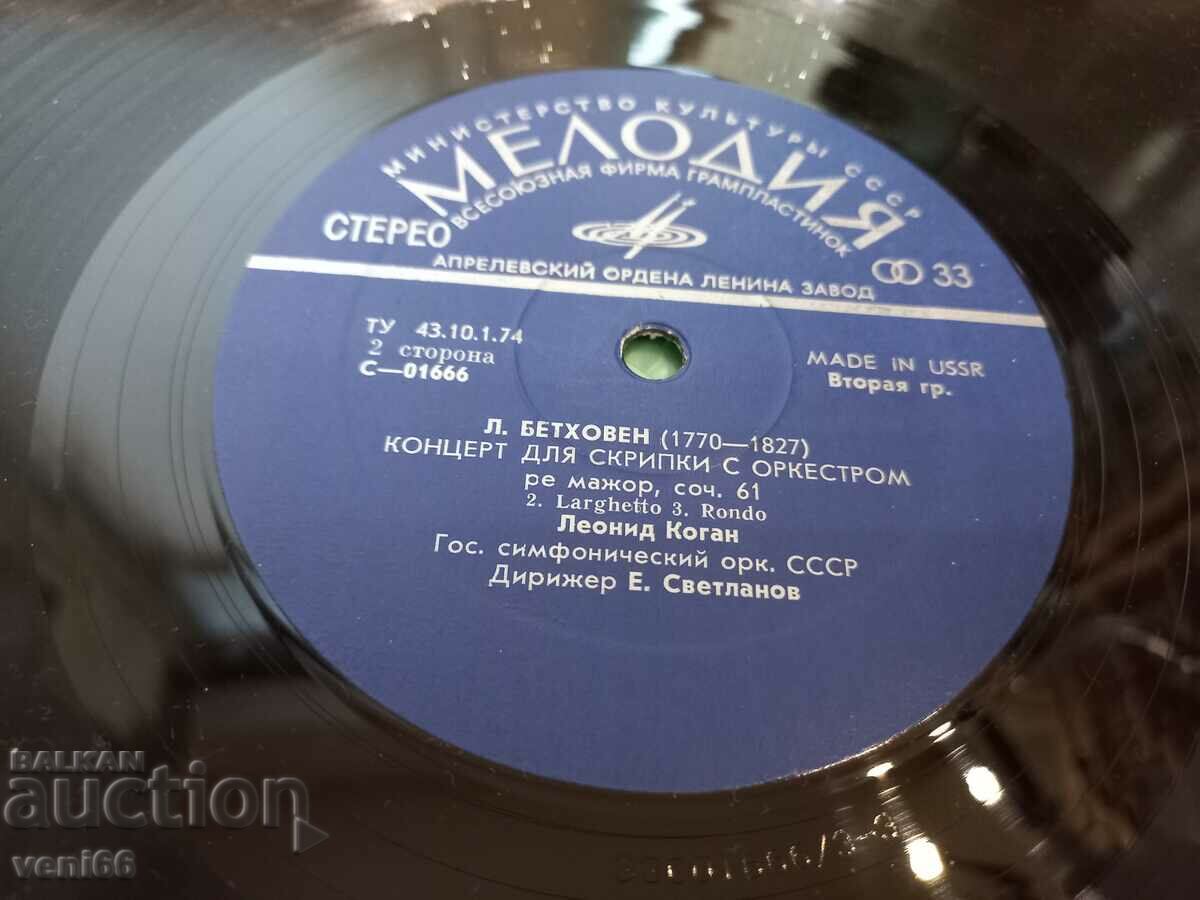 МИНИСТЕРСТВО КУЛЬТУРЫ СССР
МЕЛОДИЯ
ВСЕСОЮЗНАЯ ФИРМА ГРАМПЛАСТИНОК
СТЕРЕО
33
АПРЕЛЕВСКИЙ ОРДЕНА ЛЕНИНА ЗАВОД
ТУ 43.10.1.74
2 сторона
С—01666
MADE IN USSR
Вторая гр.
Л. БЕТХОВЕН (1770—1827)
КОНЦЕРТ ДЛЯ СКРИПКИ С ОРКЕСТРОМ
ре мажор, соч. 61
2. Larghetto 3. Rondo
Леонид Коган
Гос. симфонический орк. СССР
Дирижер Е. Светланов
BALKAN
auction
veni66